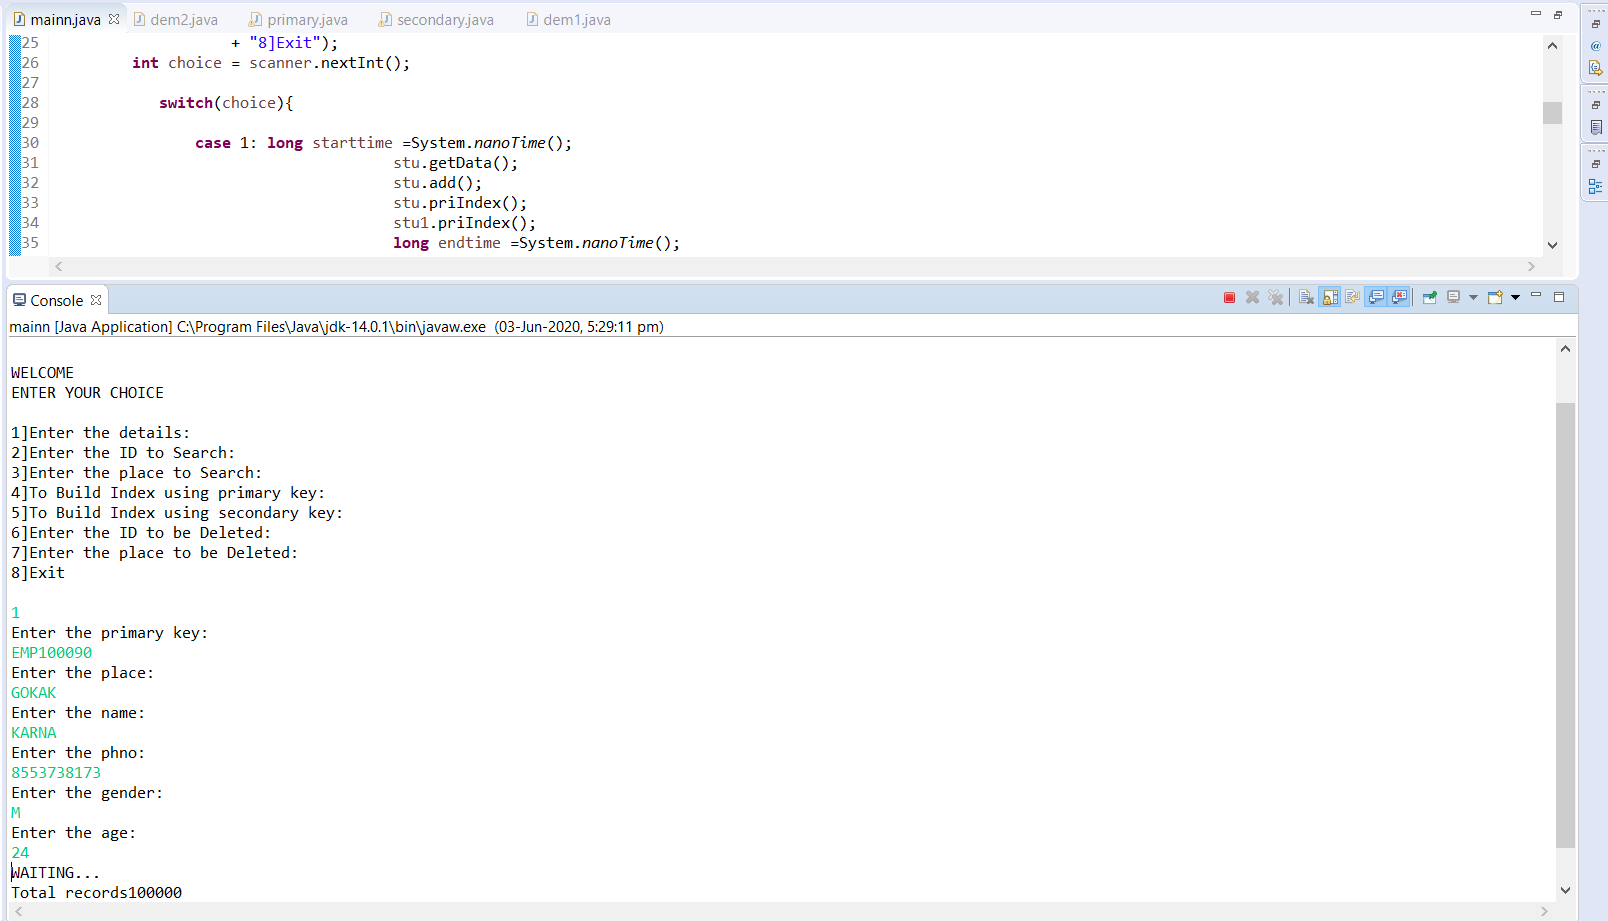 mainn.java dem2.java primary.java secondary.java dem1.java
25 + "8]Exit");
26 int choice = scanner.nextInt();
27
28 switch(choice){
29
30 case 1: long starttime =System.nanoTime();
31 stu.getData();
32 stu.add();
33 stu.priIndex();
34 stu1.priIndex();
35 long endtime =System.nanoTime();
Console
mainn [Java Application] C:\Program Files\Java\jdk-14.0.1\bin\javaw.exe (03-Jun-2020, 5:29:11 pm)
WELCOME
ENTER YOUR CHOICE
1]Enter the details:
2]Enter the ID to Search:
3]Enter the place to Search:
4]To Build Index using primary key:
5]To Build Index using secondary key:
6]Enter the ID to be Deleted:
7]Enter the place to be Deleted:
8]Exit
1
Enter the primary key:
EMP100090
Enter the place:
GOKAK
Enter the name:
KARNA
Enter the phno:
8553738173
Enter the gender:
M
Enter the age:
24
WAITING...
Total records100000